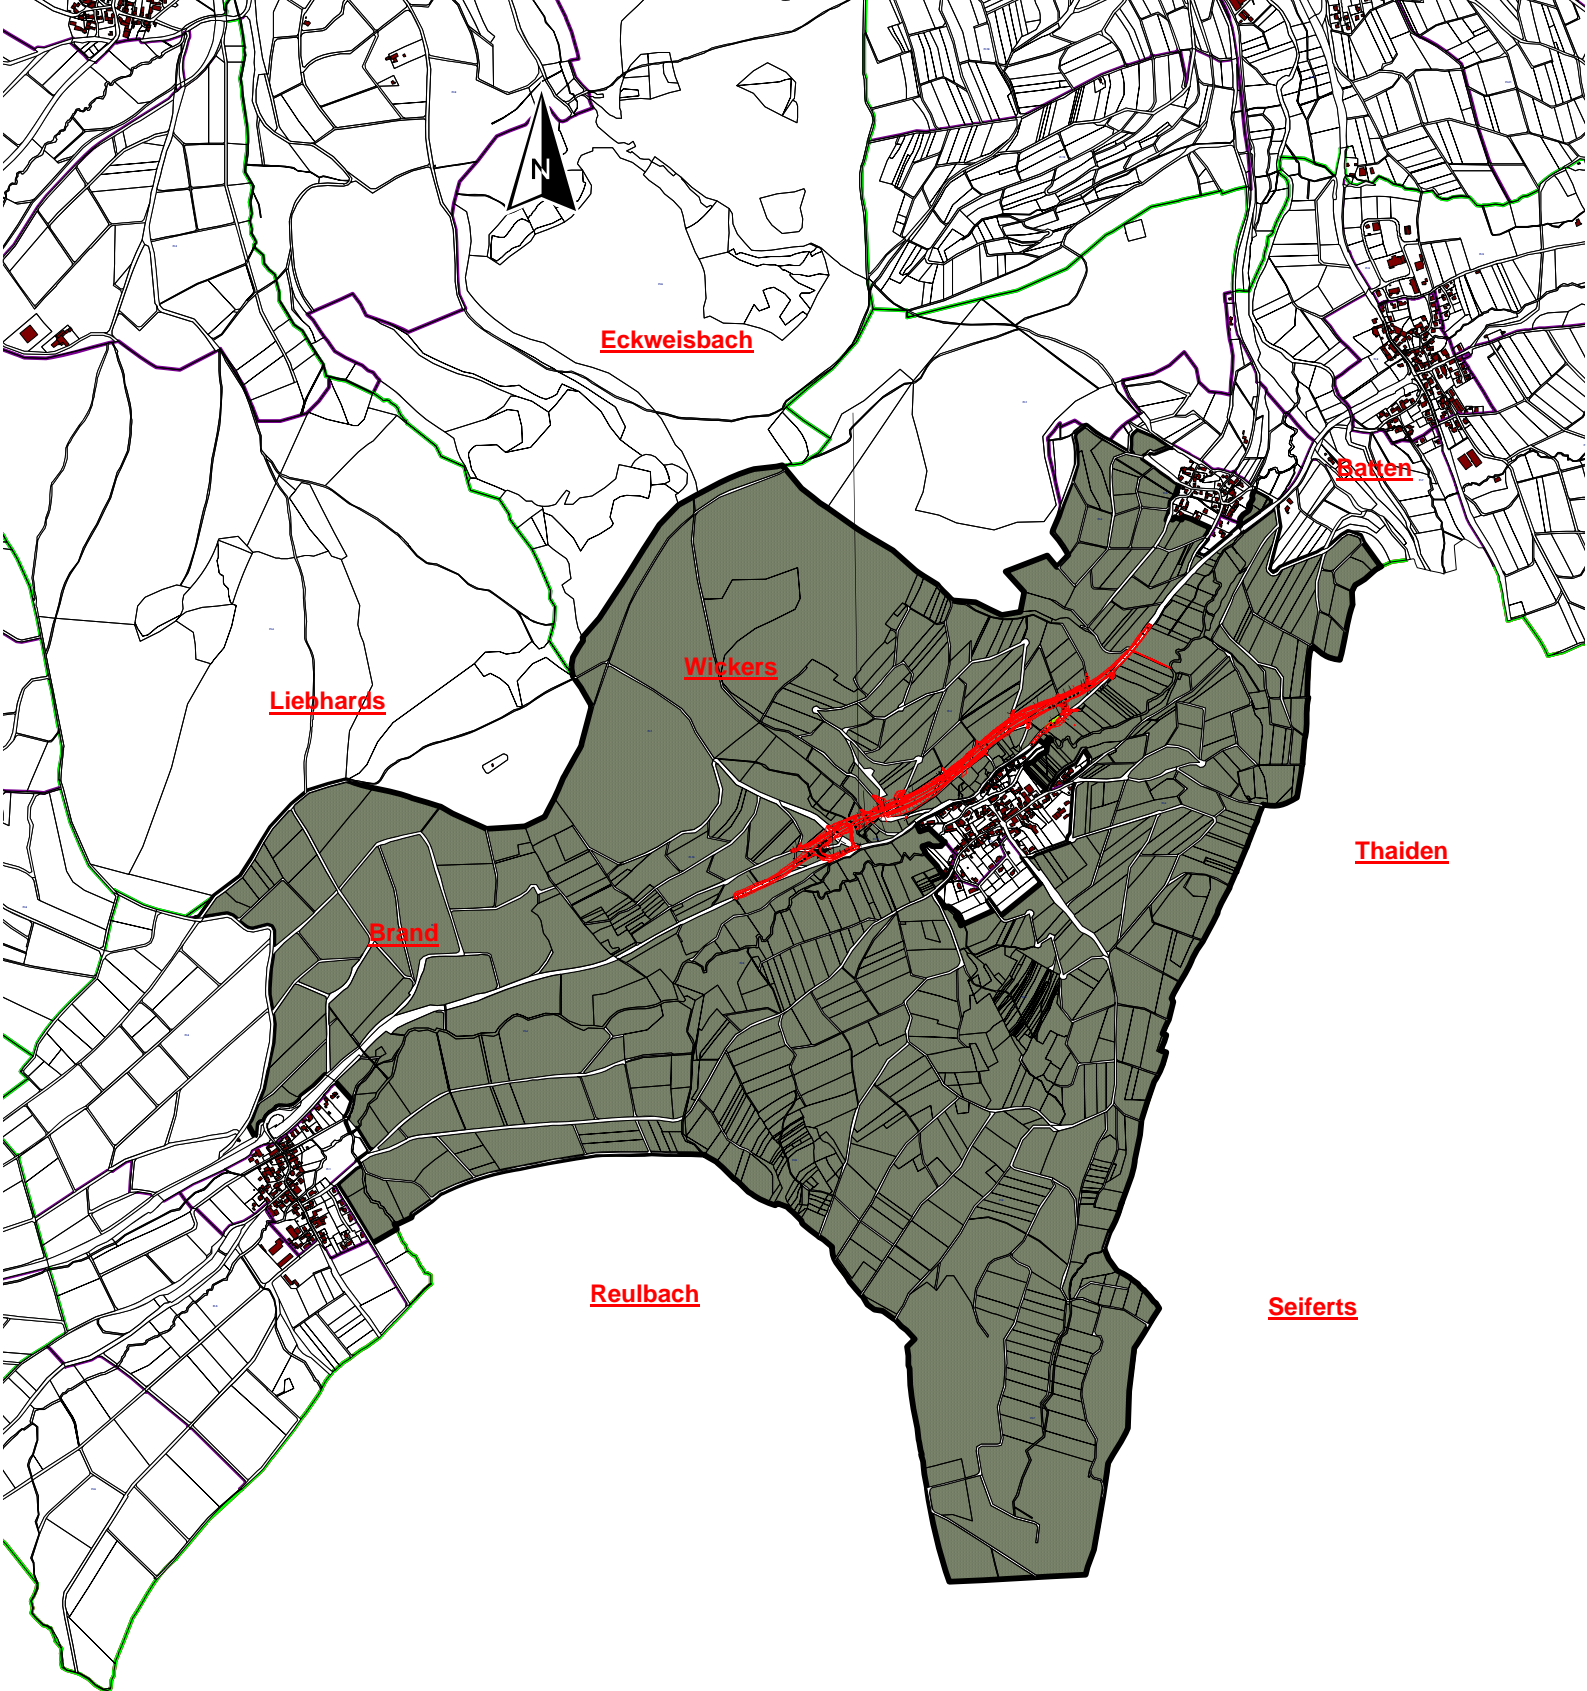 N
Eckweisbach
Batten
Wickers
Liebhards
Thaiden
Brand
Reulbach
Seiferts